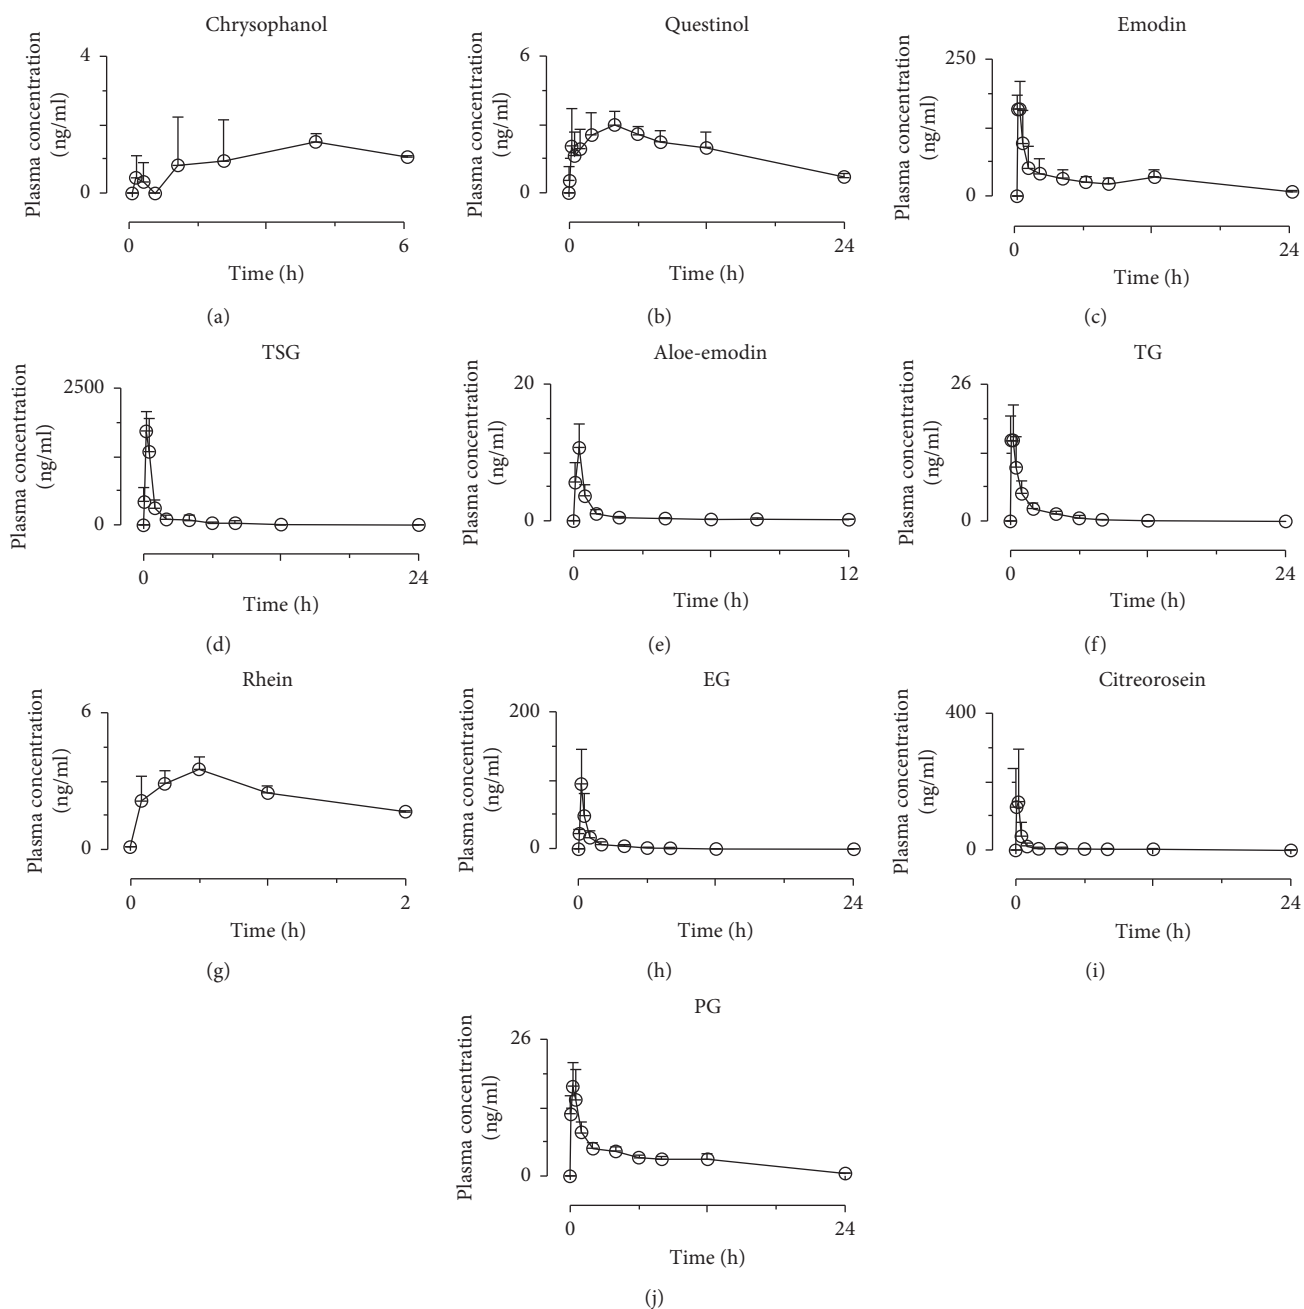 Chrysophanol
Plasma concentration
(ng/ml)
4
0
0
6
Time (h)
(a)
Questinol
Plasma concentration
(ng/ml)
6
0
0
24
Time (h)
(b)
Emodin
Plasma concentration
(ng/ml)
250
0
0
24
Time (h)
(c)
TSG
Plasma concentration
(ng/ml)
2500
0
0
24
Time (h)
(d)
Aloe-emodin
Plasma concentration
(ng/ml)
20
0
0
12
Time (h)
(e)
TG
Plasma concentration
(ng/ml)
26
0
0
24
Time (h)
(f)
Rhein
Plasma concentration
(ng/ml)
6
0
0
2
Time (h)
(g)
EG
Plasma concentration
(ng/ml)
200
0
0
24
Time (h)
(h)
Citreorosein
Plasma concentration
(ng/ml)
400
0
0
24
Time (h)
(i)
PG
Plasma concentration
(ng/ml)
26
0
0
24
Time (h)
(j)